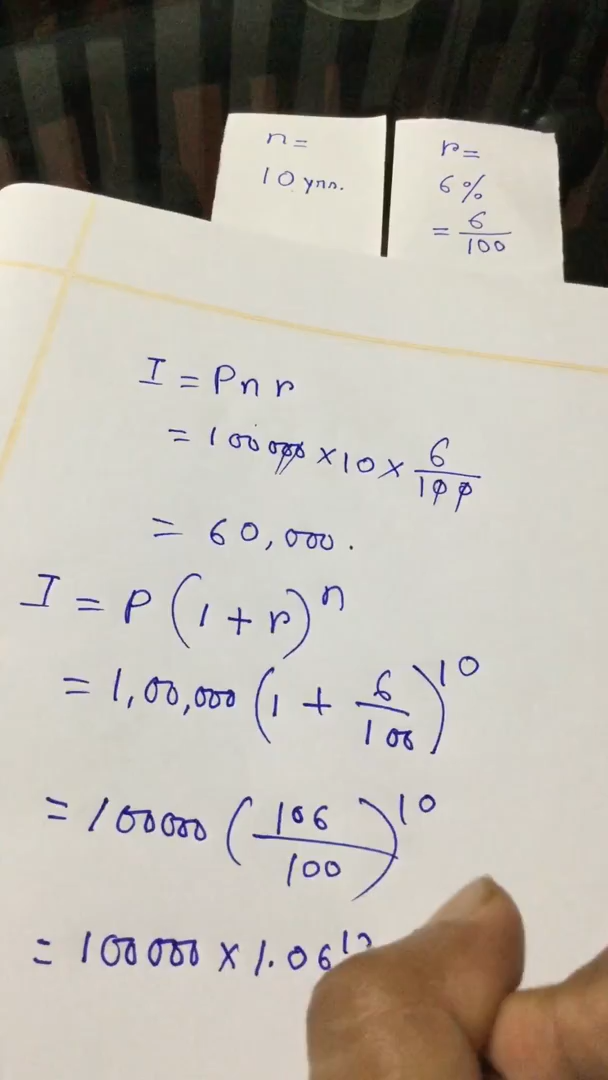 n =
10 yrs.
r =
6%
= 6/100
I = Pnr
= 100000 × 10 × 6/100
= 60,000.
I = P(1 + r)^n
= 1,00,000 (1 + 6/100)^10
= 100000 (106/100)^10
= 100000 × 1.06